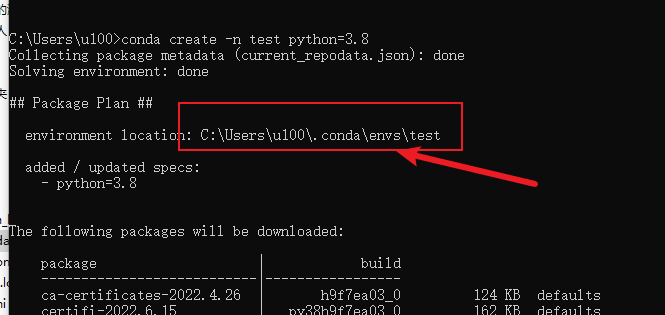 C:\Users\u100>conda create -n test python=3.8
Collecting package metadata (current_repodata.json): done
Solving environment: done
## Package Plan ##
environment location: C:\Users\u100\.conda\envs\test
added / updated specs:
- python=3.8
The following packages will be downloaded:
package | build
---------------------------|-----------------
ca-certificates-2022.4.26 | h9f7ea03_0 124 KB defaults
certifi-2022.6.15 | py38h9f7ea03_0 162 KB defaults